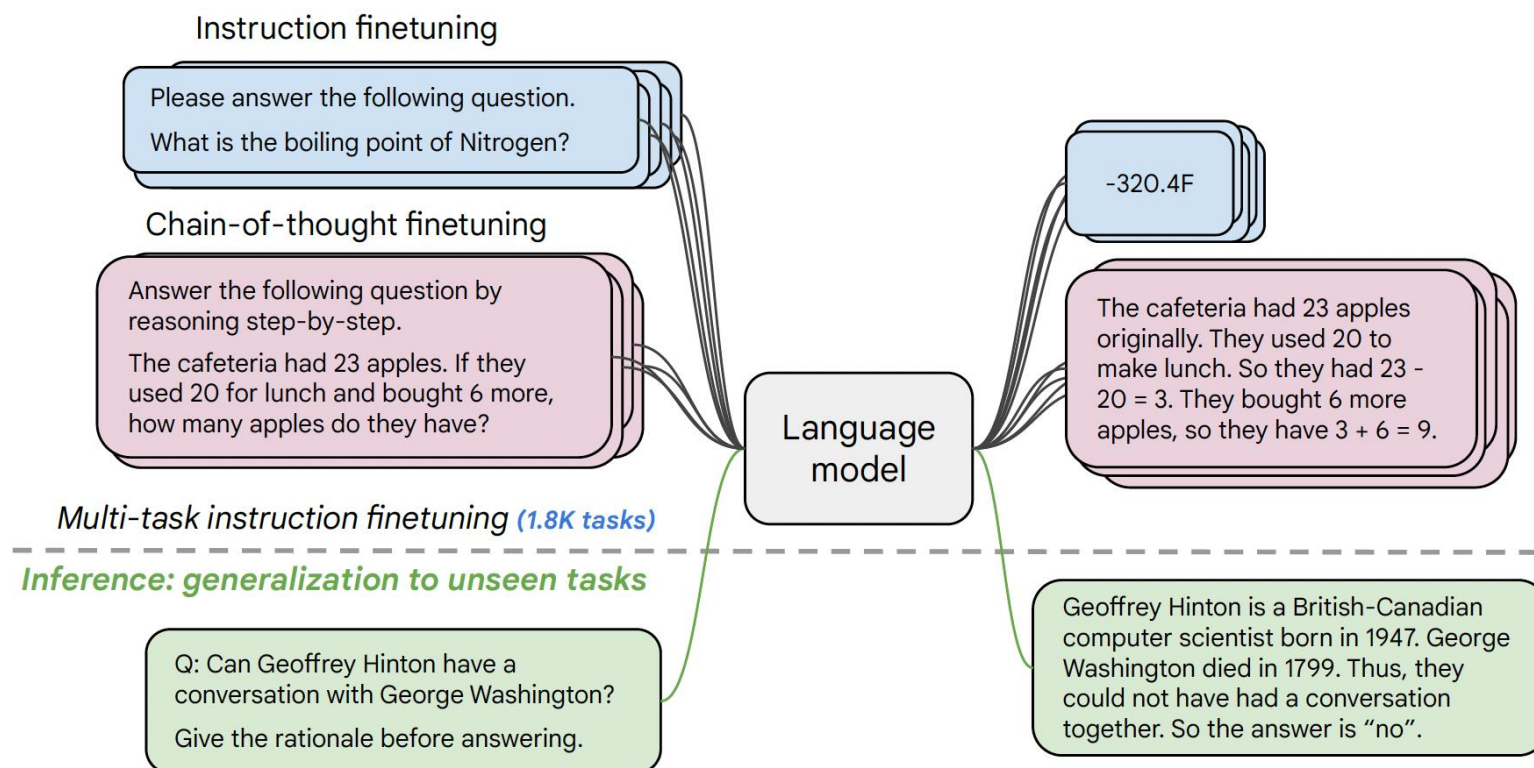 Instruction finetuning
Please answer the following question.
What is the boiling point of Nitrogen?
-320.4F
Chain-of-thought finetuning
Answer the following question by
reasoning step-by-step.
The cafeteria had 23 apples. If they
used 20 for lunch and bought 6 more,
how many apples do they have?
Language
model
The cafeteria had 23 apples
originally. They used 20 to
make lunch. So they had 23 -
20 = 3. They bought 6 more
apples, so they have 3 + 6 = 9.
Multi-task instruction finetuning (1.8K tasks)
Inference: generalization to unseen tasks
Q: Can Geoffrey Hinton have a
conversation with George Washington?
Give the rationale before answering.
Geoffrey Hinton is a British-Canadian
computer scientist born in 1947. George
Washington died in 1799. Thus, they
could not have had a conversation
together. So the answer is “no”.